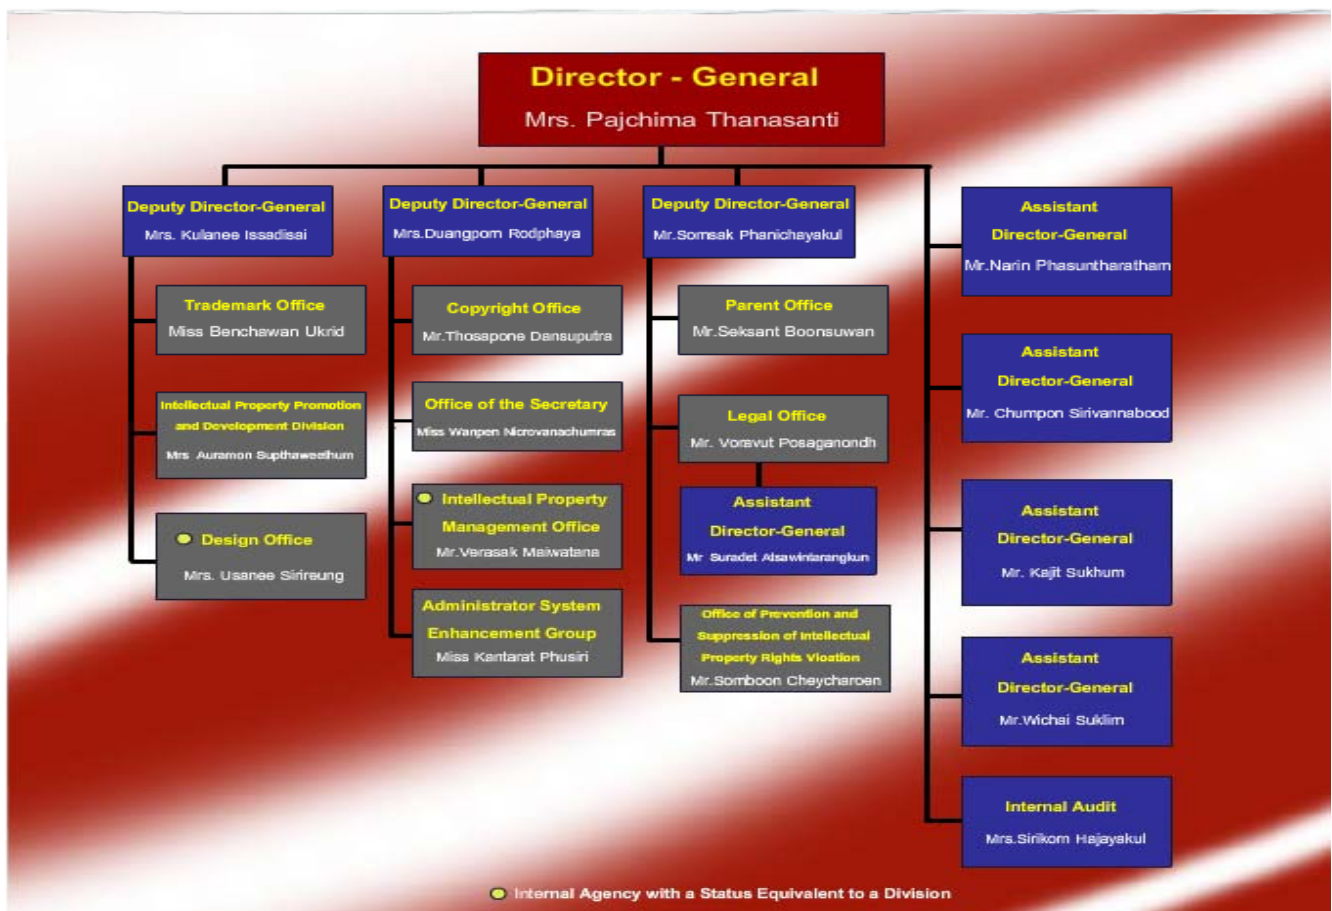 Director - General
Mrs. Pajchima Thanasanti
Deputy Director-General
Mrs. Kulanee Issadisai
Trademark Office
Miss Benchawan Ukrid
Intellectual Property Promotion
and Development Division
Mrs Auramon Supthaweethum
Design Office
Mrs. Usanee Sirireung
Deputy Director-General
Mrs.Duangporn Rodphaya
Copyright Office
Mr.Thosapone Dansuputra
Office of the Secretary
Miss Wanpen Nicrovanachumras
Intellectual Property
Management Office
Mr.Verasak Maiwatana
Administrator System
Enhancement Group
Miss Kantarat Phusiri
Deputy Director-General
Mr.Somsak Phanichayakul
Parent Office
Mr.Seksant Boonsuwan
Legal Office
Mr. Voravut Posaganondh
Assistant
Director-General
Mr Suradet Atsawintarangkun
Office of Prevention and
Suppression of Intellectual
Property Rights Vioation
Mr.Somboon Cheycharoen
Assistant
Director-General
Mr.Narin Phasuntharatham
Assistant
Director-General
Mr. Chumpon Sirivannabood
Assistant
Director-General
Mr. Kajit Sukhum
Assistant
Director-General
Mr.Wichai Suklim
Internal Audit
Mrs.Sirikorn Hajayakul
Internal Agency with a Status Equivalent to a Division